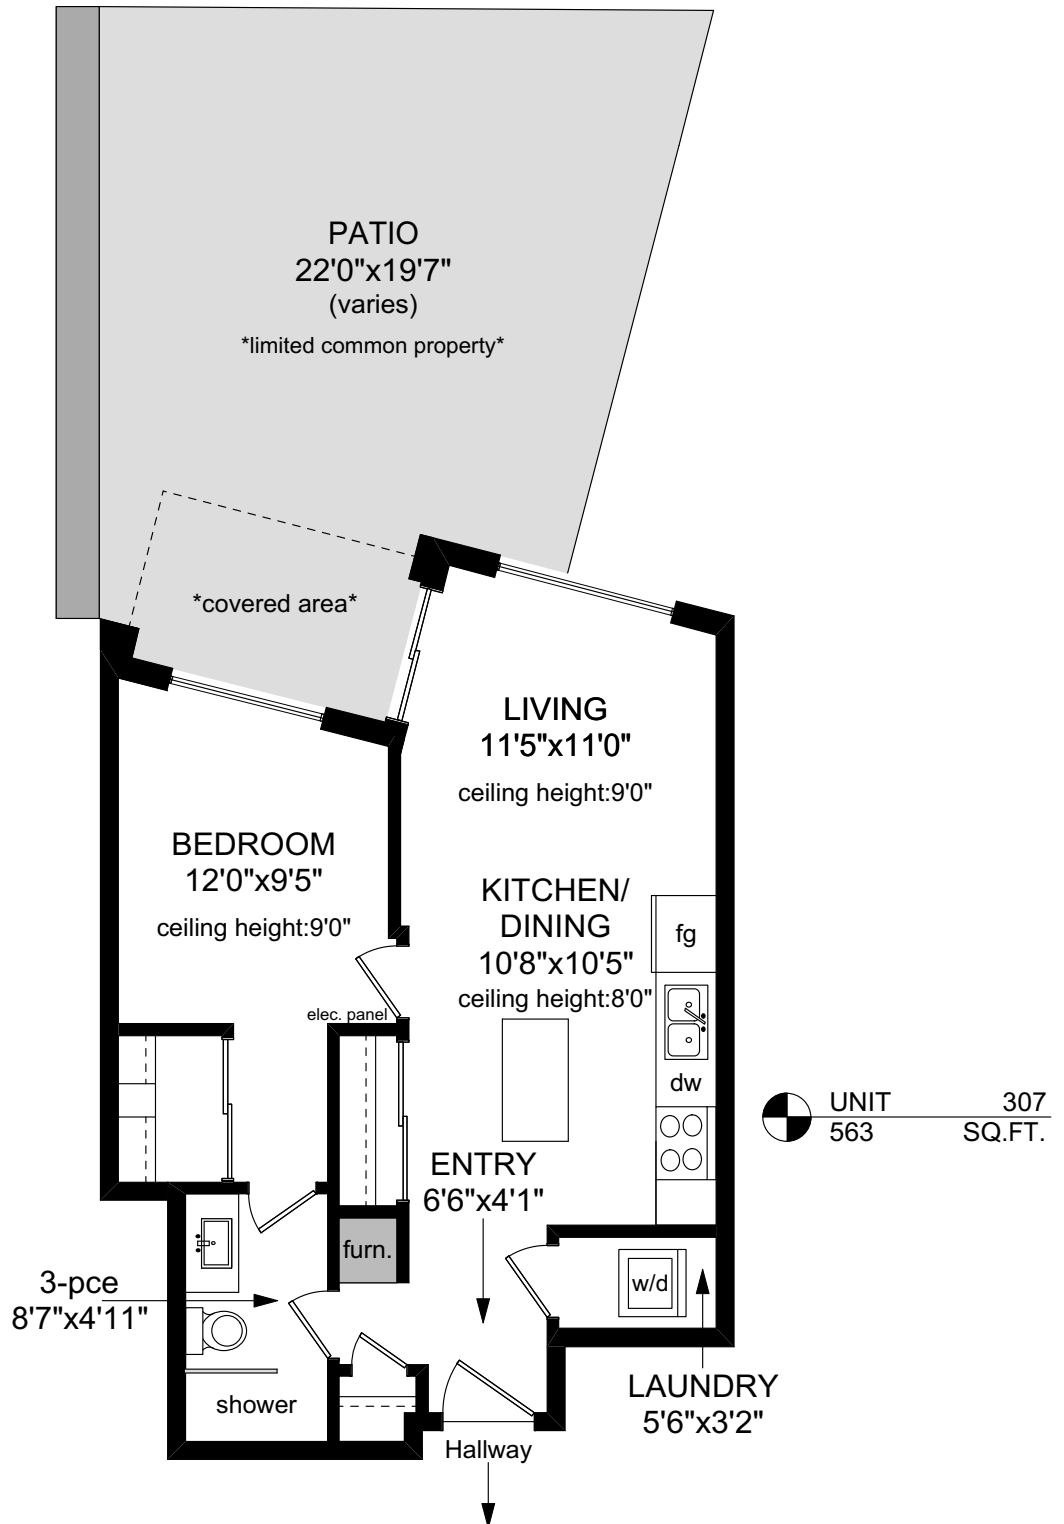 PATIO
22'0"x19'7"
(varies)
*limited common property*
*covered area*
LIVING
11'5"x11'0"
ceiling height:9'0"
BEDROOM
12'0"x9'5"
ceiling height:9'0"
KITCHEN/
DINING
10'8"x10'5"
ceiling height:8'0"
fg
elec. panel
dw
UNIT 307
563 SQ.FT.
ENTRY
6'6"x4'1"
furn.
w/d
3-pce
8'7"x4'11"
shower
LAUNDRY
5'6"x3'2"
Hallway